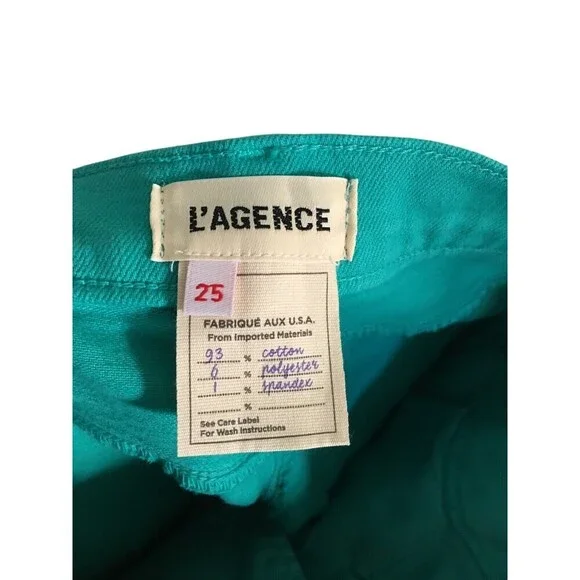 L'AGENCE
25
FABRIQUÉ AUX U.S.A.
From Imported Materials
93 % cotton
6 % polyester
1 % spandex
%
See Care Label
For Wash Instructions